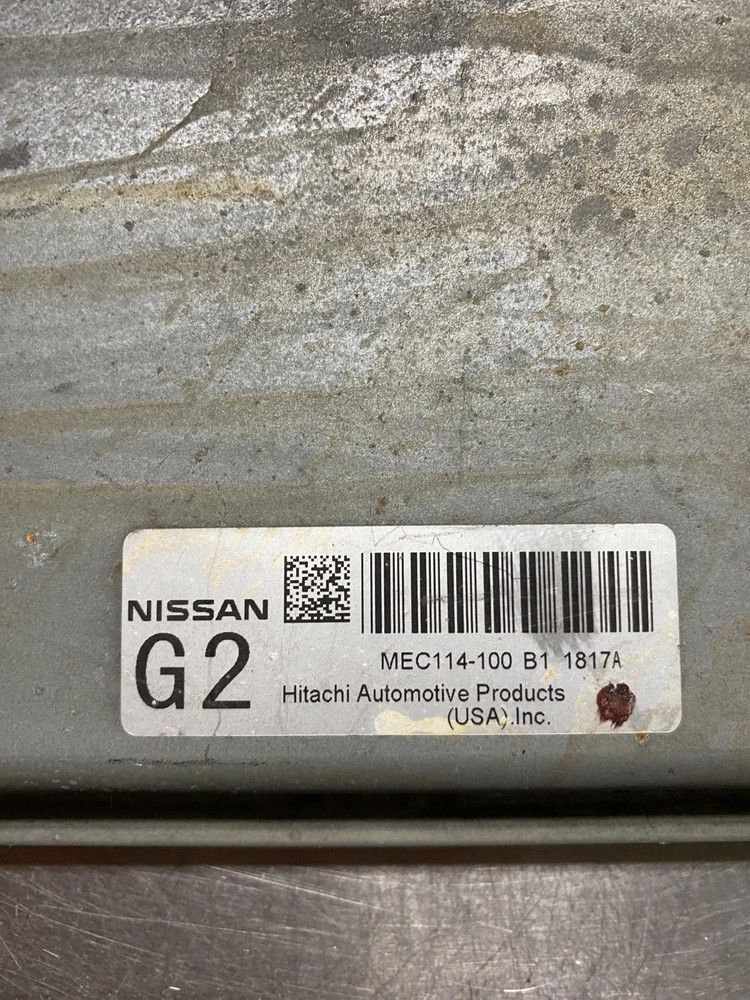 NISSAN
G2
MEC114-100 B1 1817A
Hitachi Automotive Products
(USA).Inc.